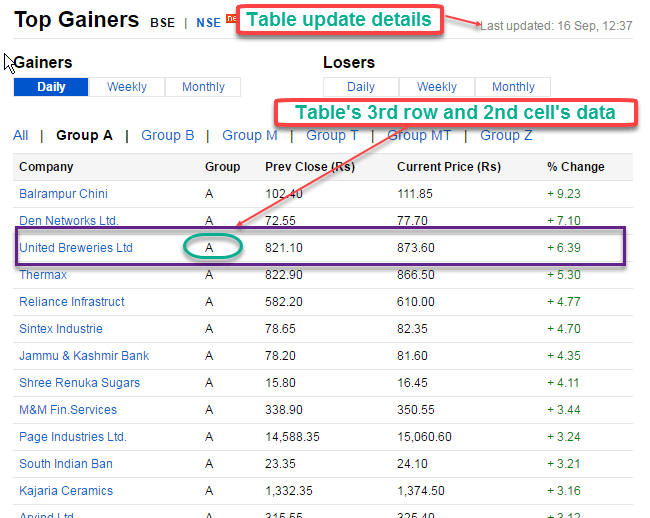 Top Gainers BSE | NSE Table update details Last updated: 16 Sep, 12:37
Gainers Losers
Daily Weekly Monthly Daily Weekly Monthly
Table's 3rd row and 2nd cell's data
All | Group A | Group B | Group M | Group T | Group MT | Group Z
Company Group Prev Close (Rs) Current Price (Rs) % Change
Balrampur Chini A 102.40 111.85 + 9.23
Den Networks Ltd. A 72.55 77.70 + 7.10
United Breweries Ltd A 821.10 873.60 + 6.39
Thermax A 822.90 866.50 + 5.30
Reliance Infrastruct A 582.20 610.00 + 4.77
Sintex Industrie A 78.65 82.35 + 4.70
Jammu & Kashmir Bank A 78.20 81.60 + 4.35
Shree Renuka Sugars A 15.80 16.45 + 4.11
M&M Fin.Services A 338.90 350.55 + 3.44
Page Industries Ltd. A 14,588.35 15,060.60 + 3.24
South Indian Ban A 23.35 24.10 + 3.21
Kajaria Ceramics A 1,332.35 1,374.50 + 3.16
Arvind Ltd A 315.55 325.40 + 3.12